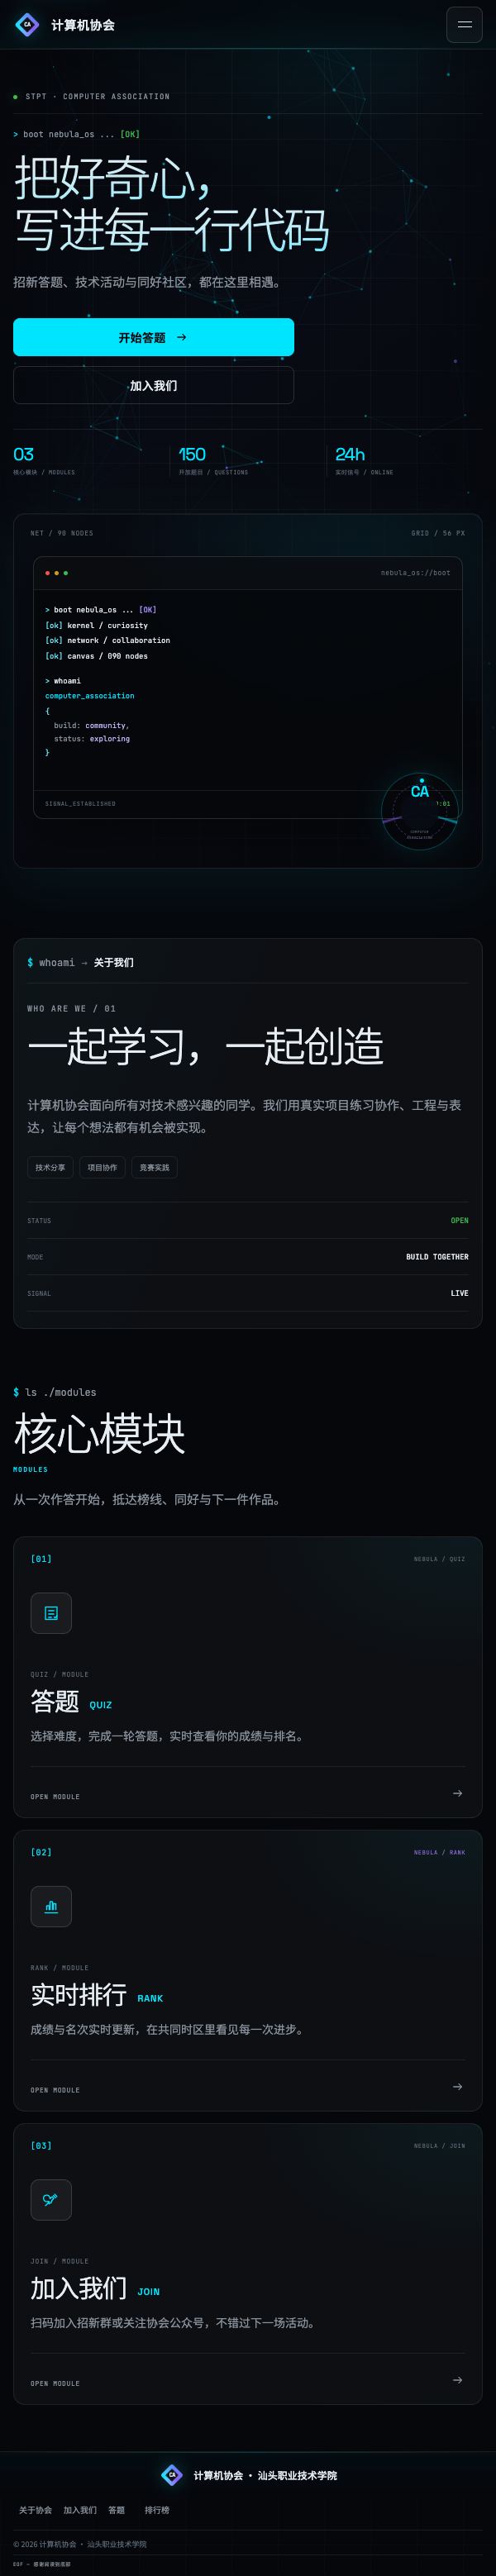 CA 计算机协会
STPT · COMPUTER ASSOCIATION
> boot nebula_os ... [OK]
把好奇心，
写进每一行代码
招新答题、技术活动与同好社区，都在这里相遇。
开始答题 →
加入我们
03 150 24h
核心模块 / MODULES 开放题目 / QUESTIONS 实时信号 / ONLINE
NET / 90 NODES GRID / 56 PX
nebula_os://boot
> boot nebula_os ... [OK]
[ok] kernel / curiosity
[ok] network / collaboration
[ok] canvas / 090 nodes
> whoami
computer_association
{
build: community,
status: exploring
}
SIGNAL_ESTABLISHED :01
CA
COMPUTER
ASSOCIATION
$ whoami → 关于我们
WHO ARE WE / 01
一起学习，一起创造
计算机协会面向所有对技术感兴趣的同学。我们用真实项目练习协作、工程与表
达，让每个想法都有机会被实现。
技术分享 项目协作 竞赛实践
STATUS OPEN
MODE BUILD TOGETHER
SIGNAL LIVE
$ ls ./modules
核心模块
MODULES
从一次作答开始，抵达榜线、同好与下一件作品。
[01] NEBULA / QUIZ
QUIZ / MODULE
答题 QUIZ
选择难度，完成一轮答题，实时查看你的成绩与排名。
OPEN MODULE →
[02] NEBULA / RANK
RANK / MODULE
实时排行 RANK
成绩与名次实时更新，在共同时区里看见每一次进步。
OPEN MODULE →
[03] NEBULA / JOIN
JOIN / MODULE
加入我们 JOIN
扫码加入招新群或关注协会公众号，不错过下一场活动。
OPEN MODULE →
CA 计算机协会 · 汕头职业技术学院
关于协会 加入我们 答题 排行榜
© 2026 计算机协会 · 汕头职业技术学院
EOF — 感谢阅读到底部